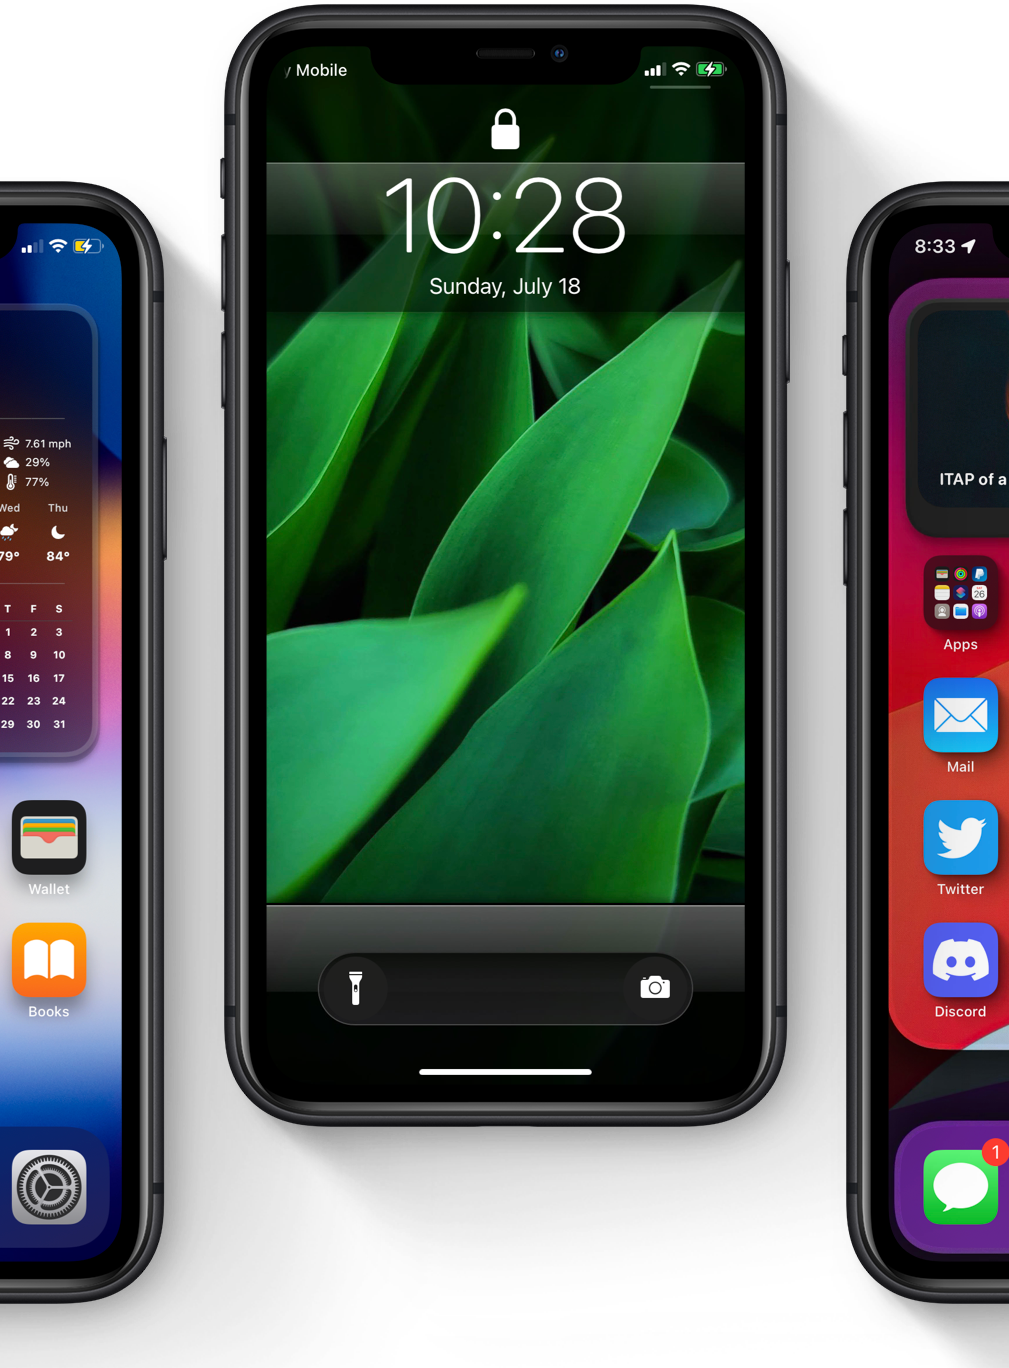 y Mobile
10:28
Sunday, July 18
7.61 mph
29%
77%
Wed Thu
79° 84°
T F S
1 2 3
8 9 10
15 16 17
22 23 24
29 30 31
Wallet
Books
8:33
ITAP of a
26
Apps
Mail
Twitter
Discord
1